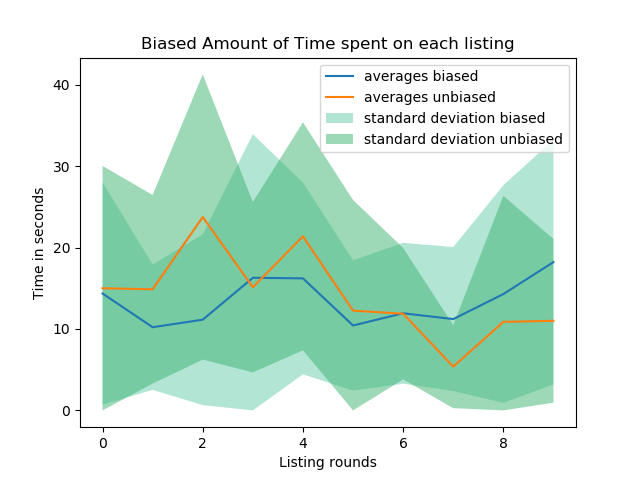 Biased Amount of Time spent on each listing
averages biased
averages unbiased
standard deviation biased
standard deviation unbiased
40
30
20
10
0
Time in seconds
0 2 4 6 8
Listing rounds